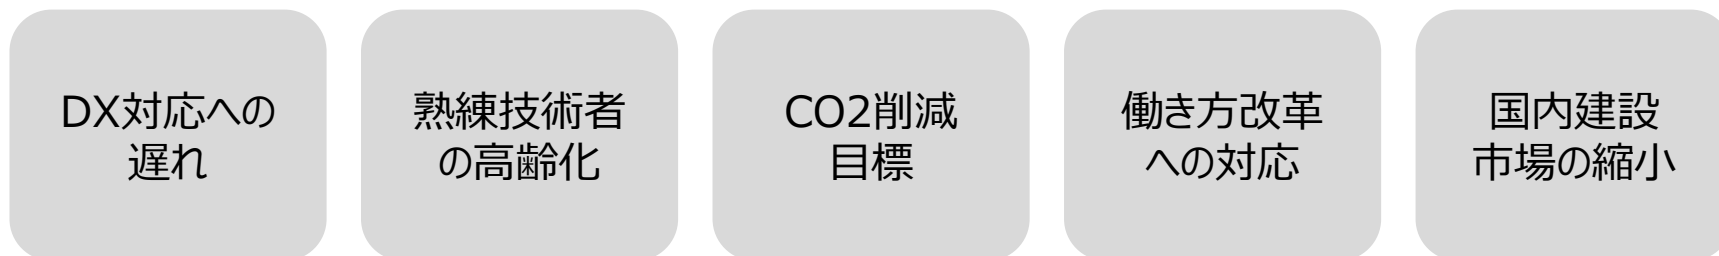 DX対応への
遅れ
熟練技術者
の高齢化
CO2削減
目標
働き方改革
への対応
国内建設
市場の縮小